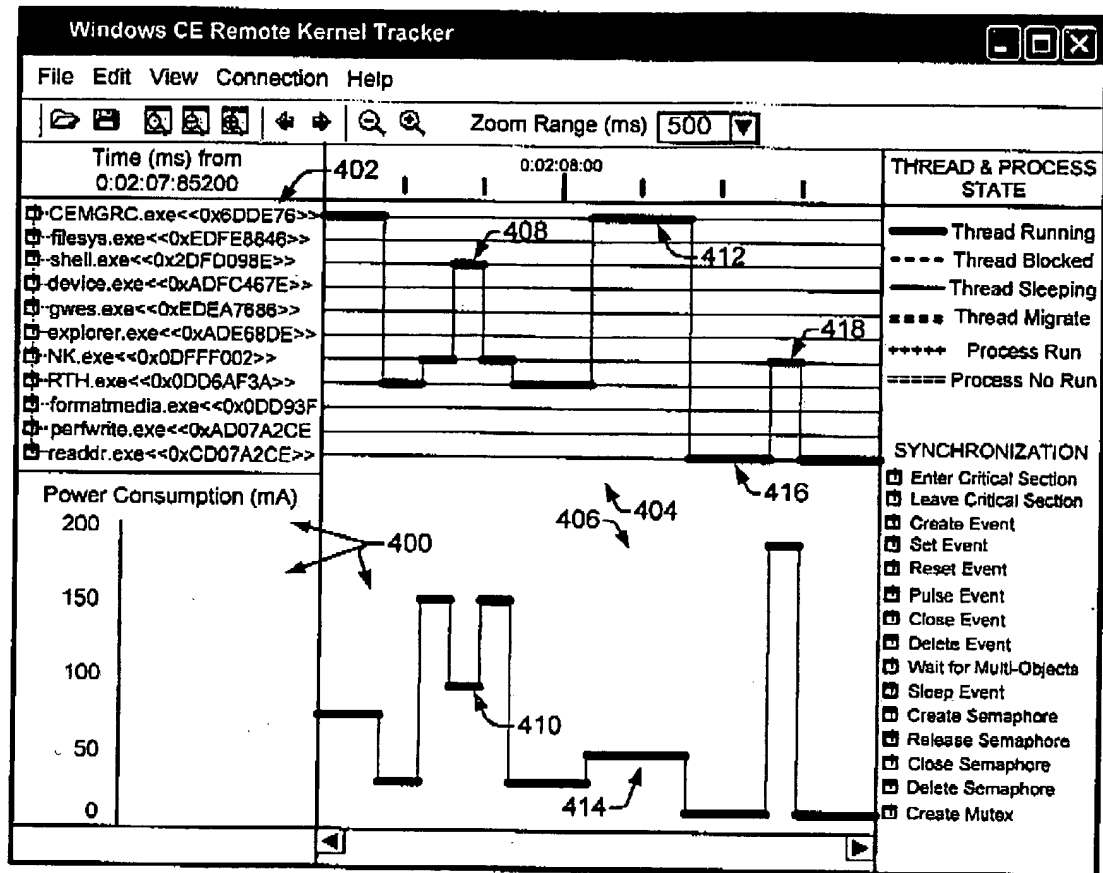 Windows CE Remote Kernel Tracker
File Edit View Connection Help
Zoom Range (ms) 500
Time (ms) from
0:02:07:85200
402
0:02:08:00
THREAD & PROCESS
STATE
CEMGRC.exe<<0x6DDE76>>
filesys.exe<<0xEDFE8846>>
shell.exe<<0x2DFD098E>>
device.exe<<0xADFC467E>>
gwes.exe<<0xEDEA7686>>
explorer.exe<<0xADE68DE>>
NK.exe<<0x0DFFF002>>
RTH.exe<<0x0DD6AF3A>>
formatmedia.exe<<0x0DD93F
perfwrite.exe<<0xAD07A2CE
readdr.exe<<0xCD07A2CE>>
408
412
418
416
404
406
Thread Running
Thread Blocked
Thread Sleeping
Thread Migrate
Process Run
Process No Run
SYNCHRONIZATION
Enter Critical Section
Leave Critical Section
Create Event
Set Event
Reset Event
Pulse Event
Close Event
Delete Event
Wait for Multi-Objects
Sleep Event
Create Semaphore
Release Semaphore
Close Semaphore
Delete Semaphore
Create Mutex
Power Consumption (mA)
200
150
100
50
0
400
410
414